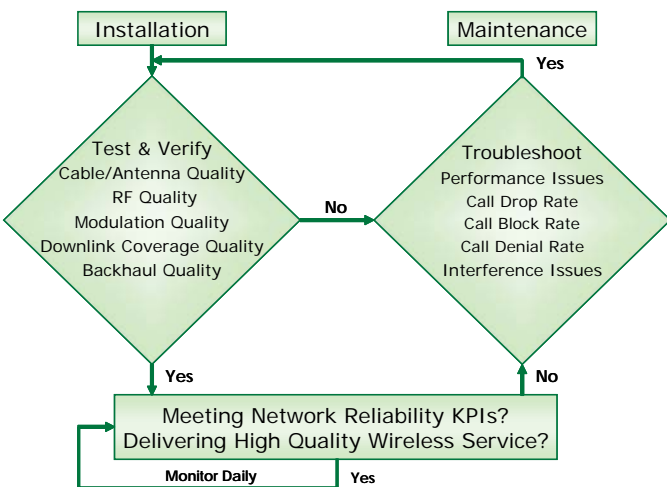 Installation
Maintenance
Yes
Test & Verify
Cable/Antenna Quality
RF Quality
Modulation Quality
Downlink Coverage Quality
Backhaul Quality
No
Troubleshoot
Performance Issues
Call Drop Rate
Call Block Rate
Call Denial Rate
Interference Issues
Yes
No
Meeting Network Reliability KPIs?
Delivering High Quality Wireless Service?
Monitor Daily
Yes